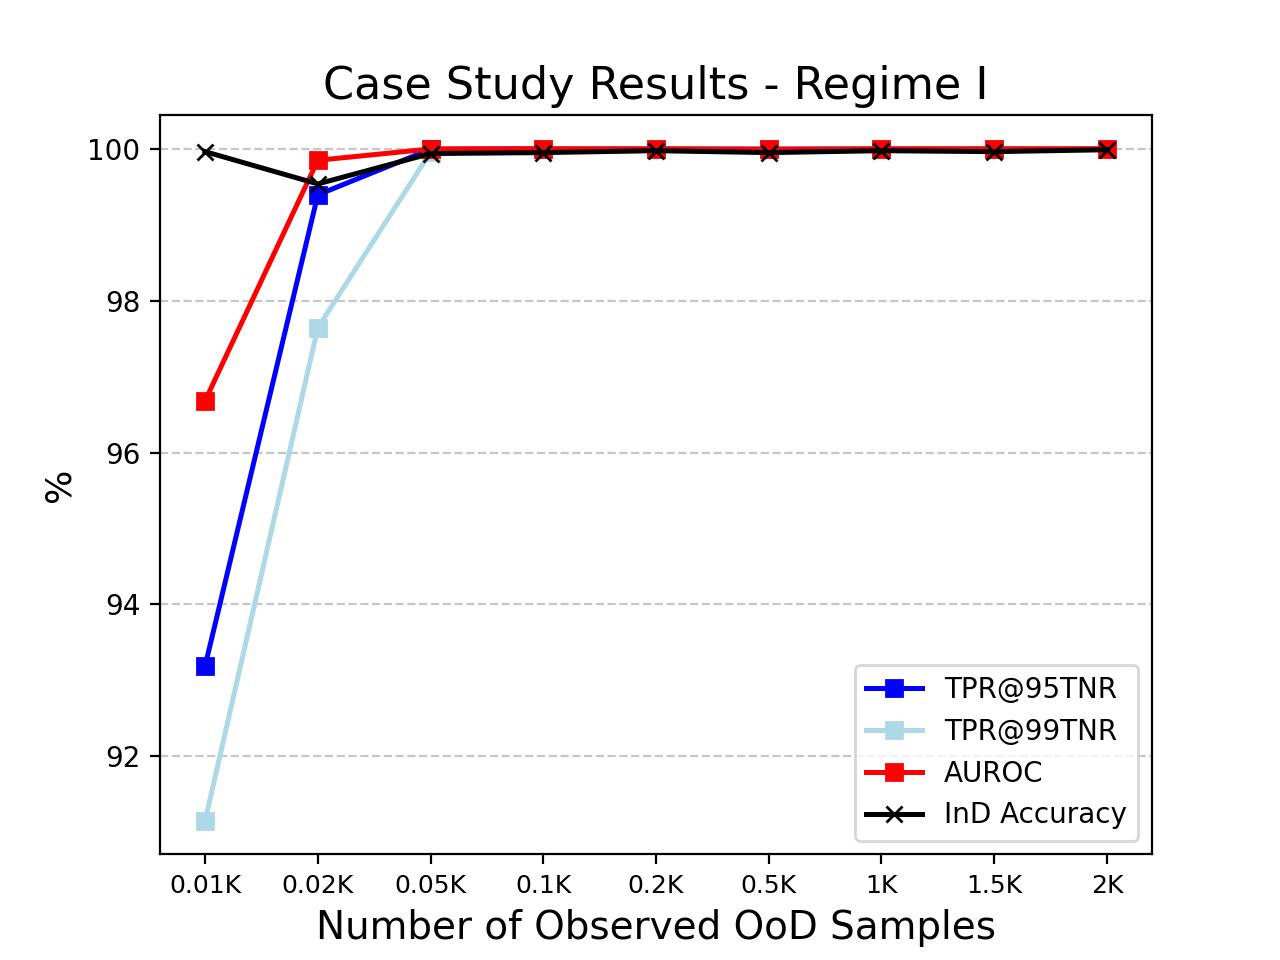 Case Study Results - Regime I
100
98
96
94
92
%
TPR@95TNR
TPR@99TNR
AUROC
InD Accuracy
0.01K 0.02K 0.05K 0.1K 0.2K 0.5K 1K 1.5K 2K
Number of Observed OoD Samples